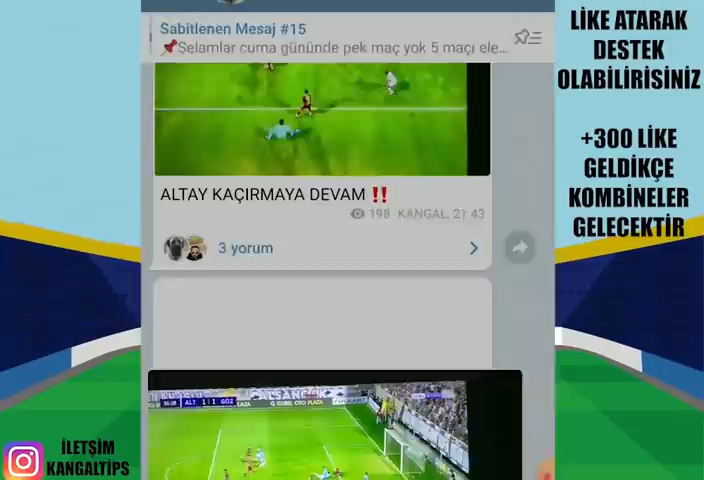 Sabitlenen Mesaj #15
📌Selamlar cuma gününde pek maç yok 5 maçı ele...
ALTAY KAÇIRMAYA DEVAM ‼️
198 KANGAL, 21:43
3 yorum
ALT 1 1 GÖZ
ALSANCAK
LİKE ATARAK
DESTEK
OLABİLİRİSİNİZ
+300 LİKE
GELDİKÇE
KOMBİNELER
GELECEKTİR
İLETŞİM
KANGALTİPS